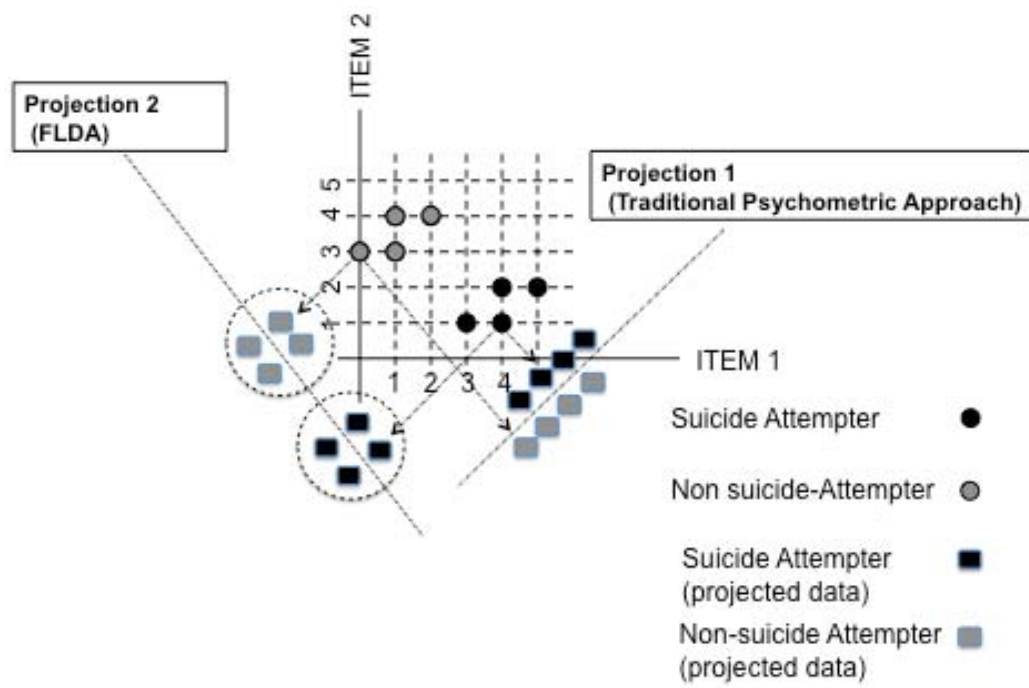 ITEM 2
Projection 2
(FLDA)
Projection 1
(Traditional Psychometric Approach)
5
4
3
2
1
1 2 3 4
ITEM 1
Suicide Attempter
Non suicide-Attempter
Suicide Attempter
(projected data)
Non-suicide Attempter
(projected data)